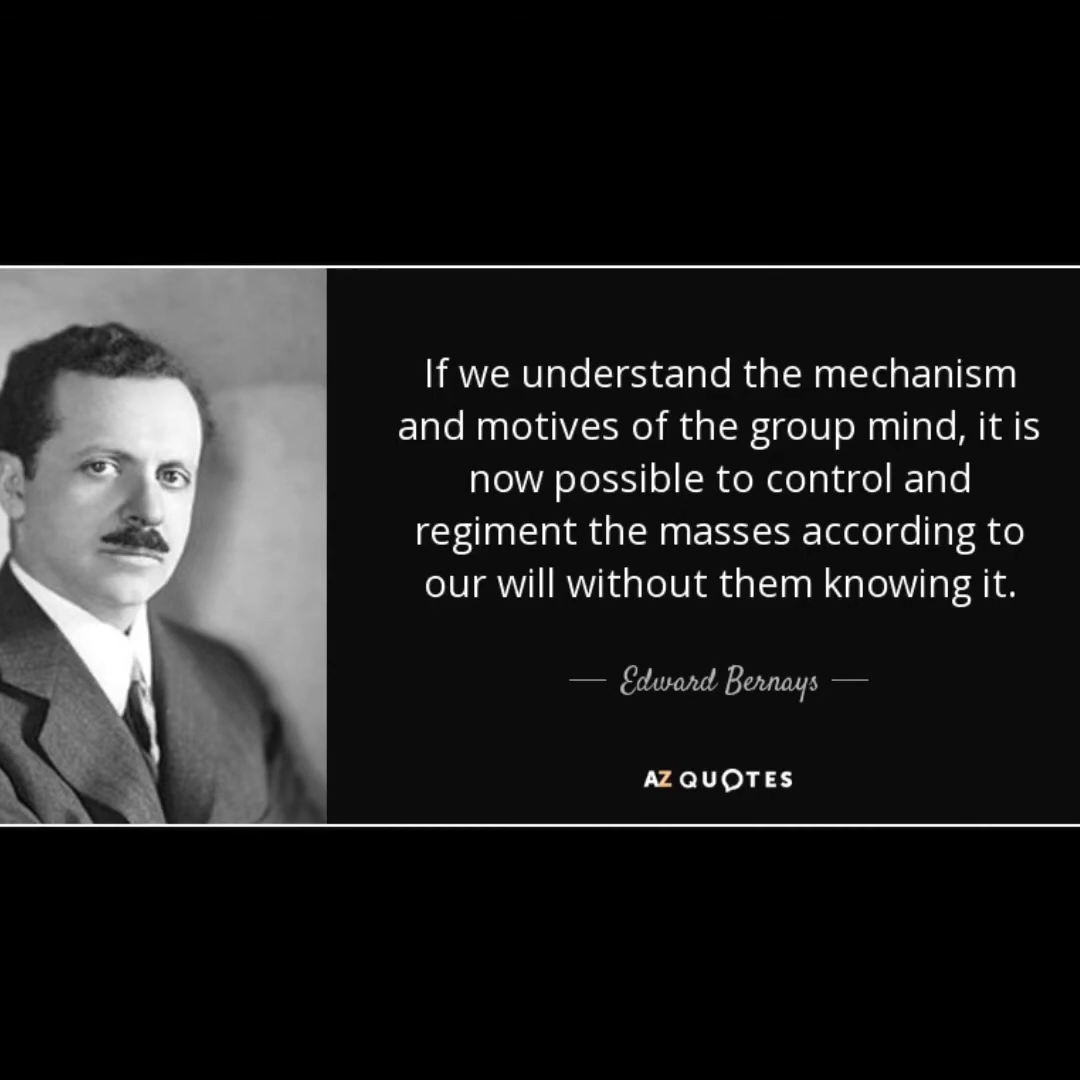 If we understand the mechanism
and motives of the group mind, it is
now possible to control and
regiment the masses according to
our will without them knowing it.
Edward Bernays
AZ QUOTES